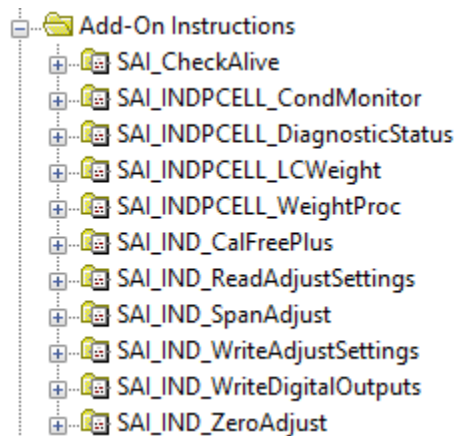 Add-On Instructions
SAI_CheckAlive
SAI_INDPCELL_CondMonitor
SAI_INDPCELL_DiagnosticStatus
SAI_INDPCELL_LCWeight
SAI_INDPCELL_WeightProc
SAI_IND_CalFreePlus
SAI_IND_ReadAdjustSettings
SAI_IND_SpanAdjust
SAI_IND_WriteAdjustSettings
SAI_IND_WriteDigitalOutputs
SAI_IND_ZeroAdjust